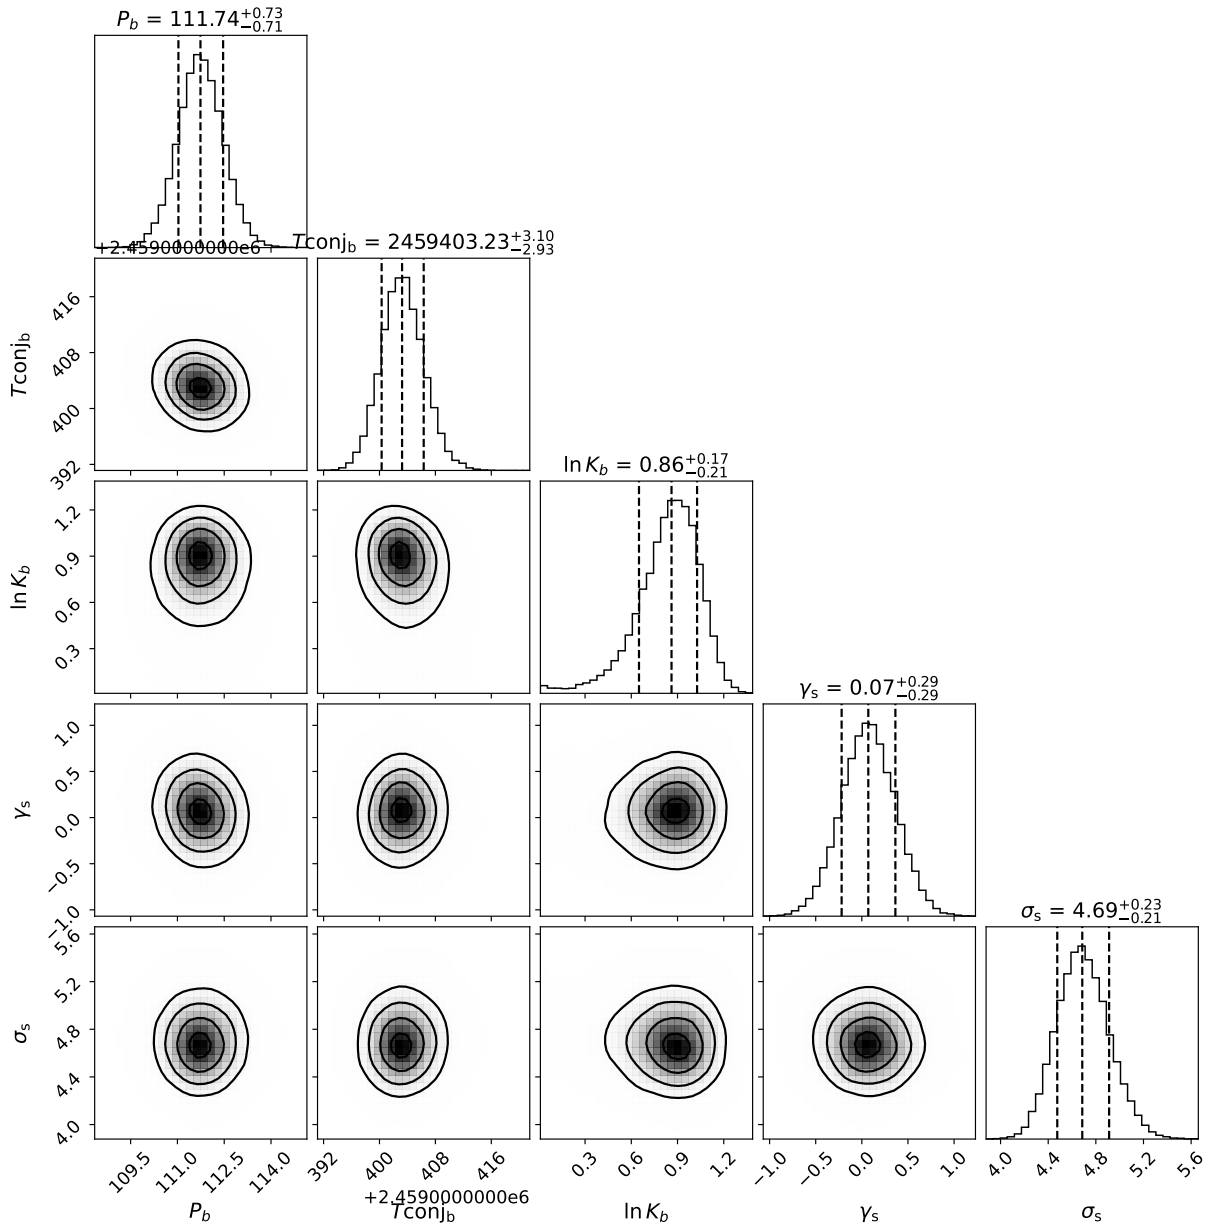 P_b = 111.74^{+0.73}_{-0.71}
+2.4590000000e6
Tconj_b = 2459403.23^{+3.10}_{-2.93}
Tconj_b
416
408
400
392
ln K_b = 0.86^{+0.17}_{-0.21}
ln K_b
1.2
0.9
0.6
0.3
γ_s = 0.07^{+0.29}_{-0.29}
γ_s
1.0
0.5
0.0
−0.5
−1.0
σ_s = 4.69^{+0.23}_{-0.21}
σ_s
5.6
5.2
4.8
4.4
4.0
109.5 111.0 112.5 114.0
392 400 408 416
0.3 0.6 0.9 1.2
−1.0 −0.5 0.0 0.5 1.0
4.0 4.4 4.8 5.2 5.6
+2.4590000000e6
P_b Tconj_b ln K_b γ_s σ_s